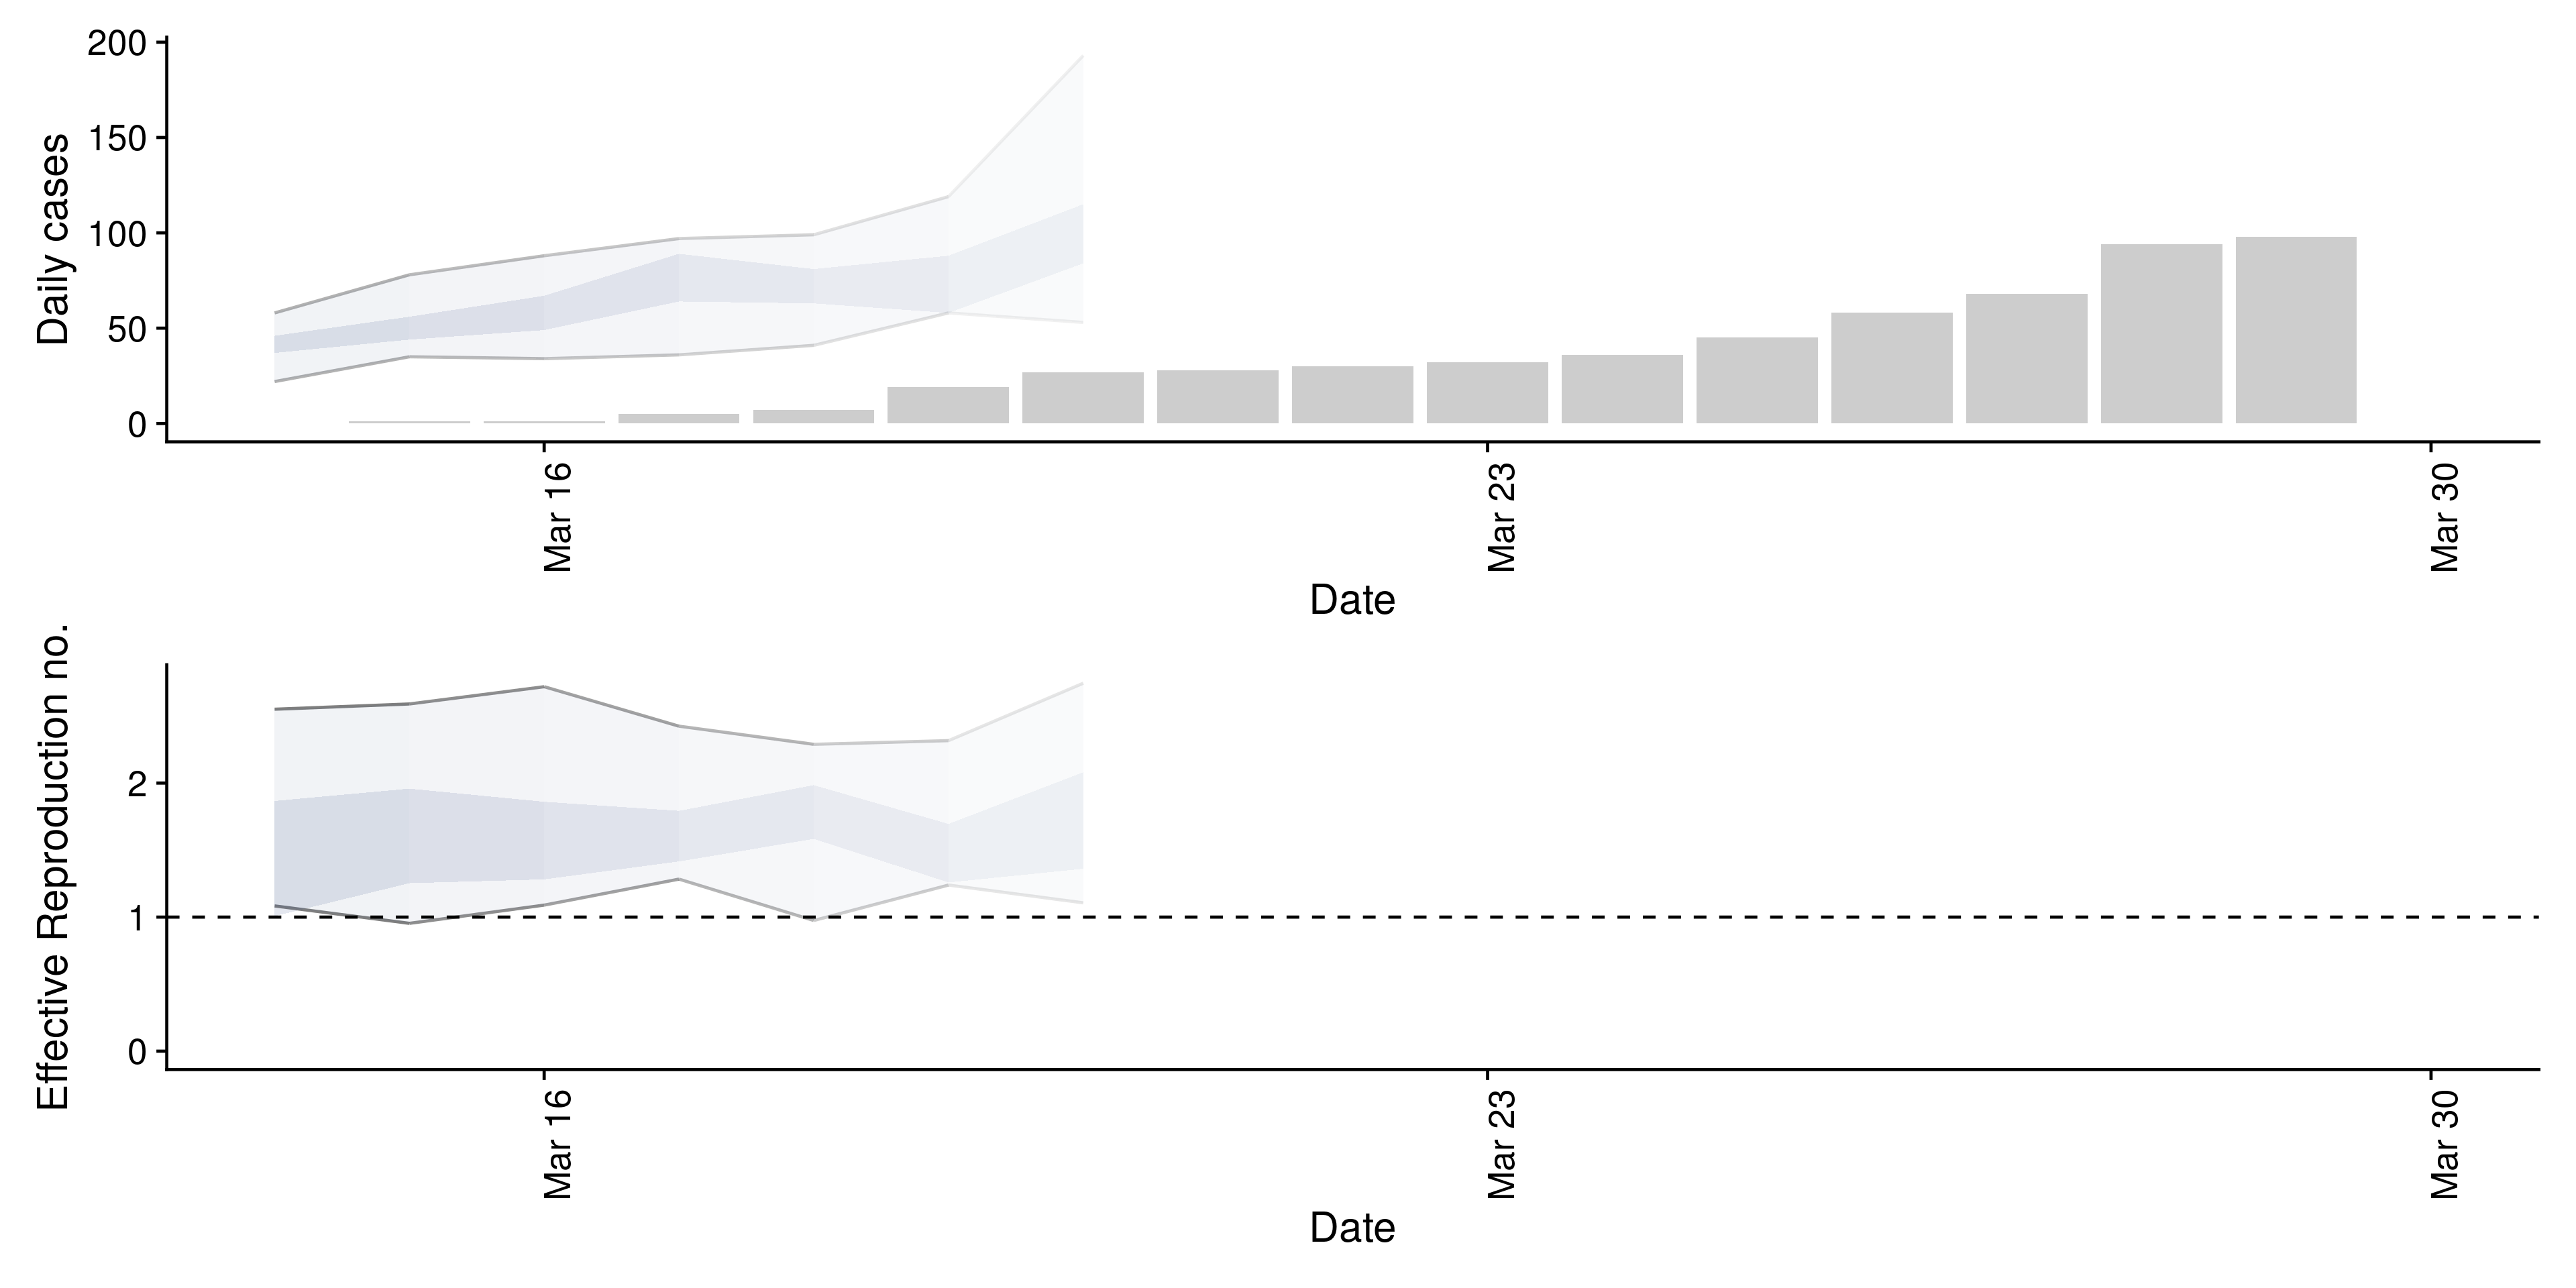 Daily cases
200
150
100
50
0
Mar 16
Mar 23
Mar 30
Date
Effective Reproduction no.
2
1
0
Mar 16
Mar 23
Mar 30
Date